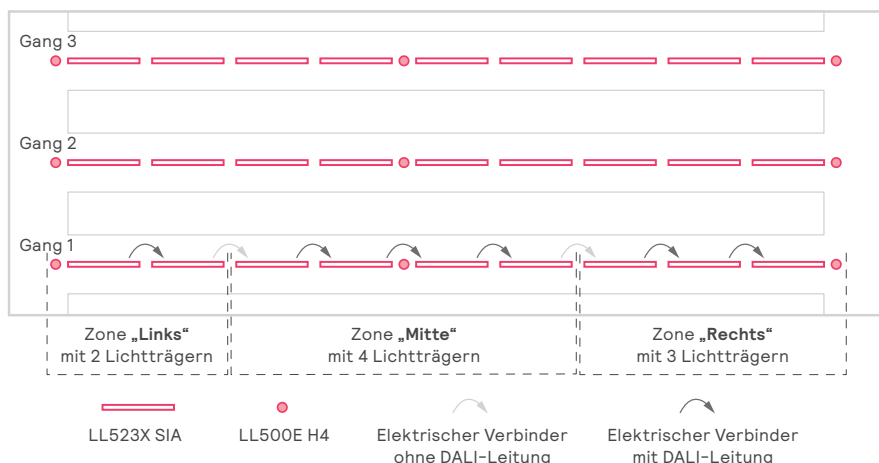 Gang 3
Gang 2
Gang 1
Zone „Links“
mit 2 Lichtträgern
Zone „Mitte“
mit 4 Lichtträgern
Zone „Rechts“
mit 3 Lichtträgern
LL523X SIA
LL500E H4
Elektrischer Verbinder
ohne DALI-Leitung
Elektrischer Verbinder
mit DALI-Leitung